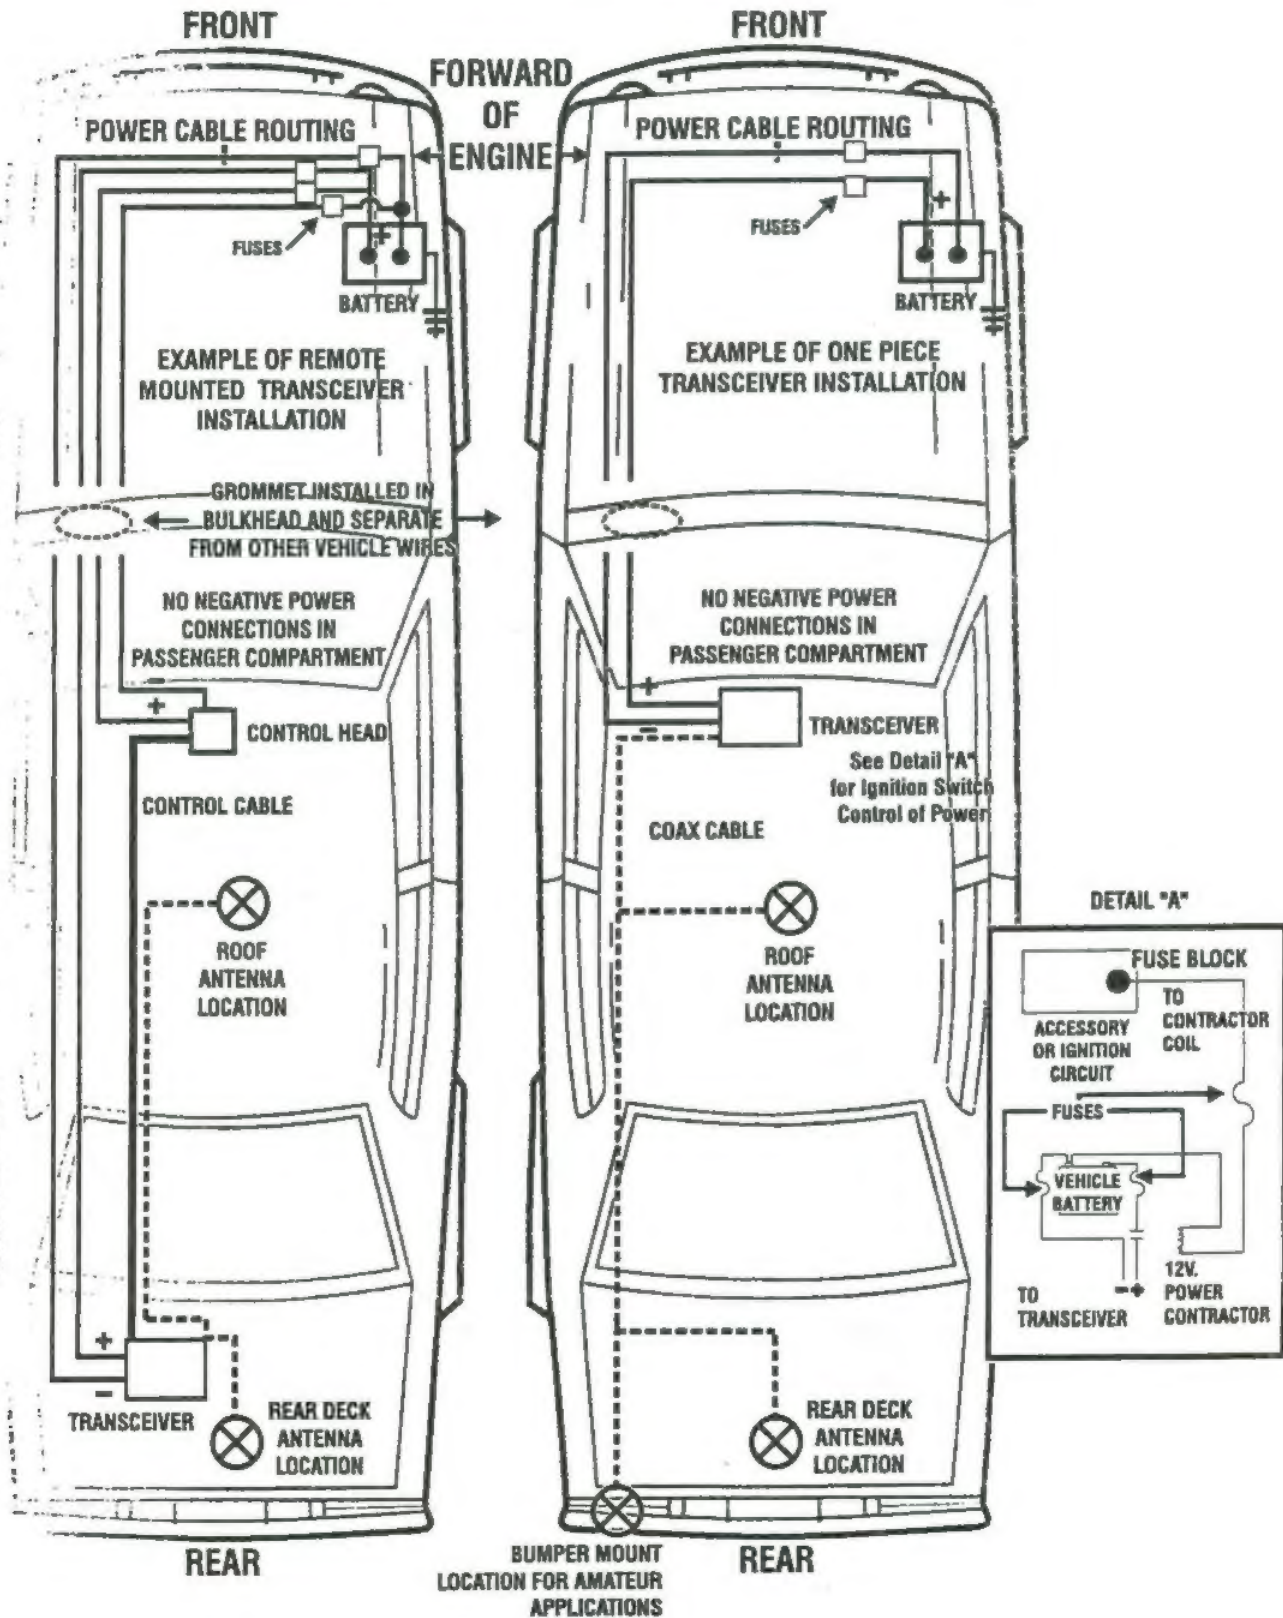 FRONT
FRONT
FORWARD
OF
ENGINE
POWER CABLE ROUTING
POWER CABLE ROUTING
FUSES
+
BATTERY
FUSES
+
BATTERY
EXAMPLE OF REMOTE
MOUNTED TRANSCEIVER
INSTALLATION
EXAMPLE OF ONE PIECE
TRANSCEIVER INSTALLATION
GROMMET INSTALLED IN
BULKHEAD AND SEPARATE
FROM OTHER VEHICLE WIRES
NO NEGATIVE POWER
CONNECTIONS IN
PASSENGER COMPARTMENT
NO NEGATIVE POWER
CONNECTIONS IN
PASSENGER COMPARTMENT
-
+
CONTROL HEAD
+
-
TRANSCEIVER
See Detail "A"
for Ignition Switch
Control of Power
CONTROL CABLE
COAX CABLE
ROOF
ANTENNA
LOCATION
ROOF
ANTENNA
LOCATION
DETAIL "A"
FUSE BLOCK
TO
CONTRACTOR
COIL
ACCESSORY
OR IGNITION
CIRCUIT
FUSES
VEHICLE
BATTERY
- +
TO
TRANSCEIVER
12V.
POWER
CONTRACTOR
+
-
TRANSCEIVER
REAR DECK
ANTENNA
LOCATION
REAR DECK
ANTENNA
LOCATION
REAR
BUMPER MOUNT
LOCATION FOR AMATEUR
APPLICATIONS
REAR